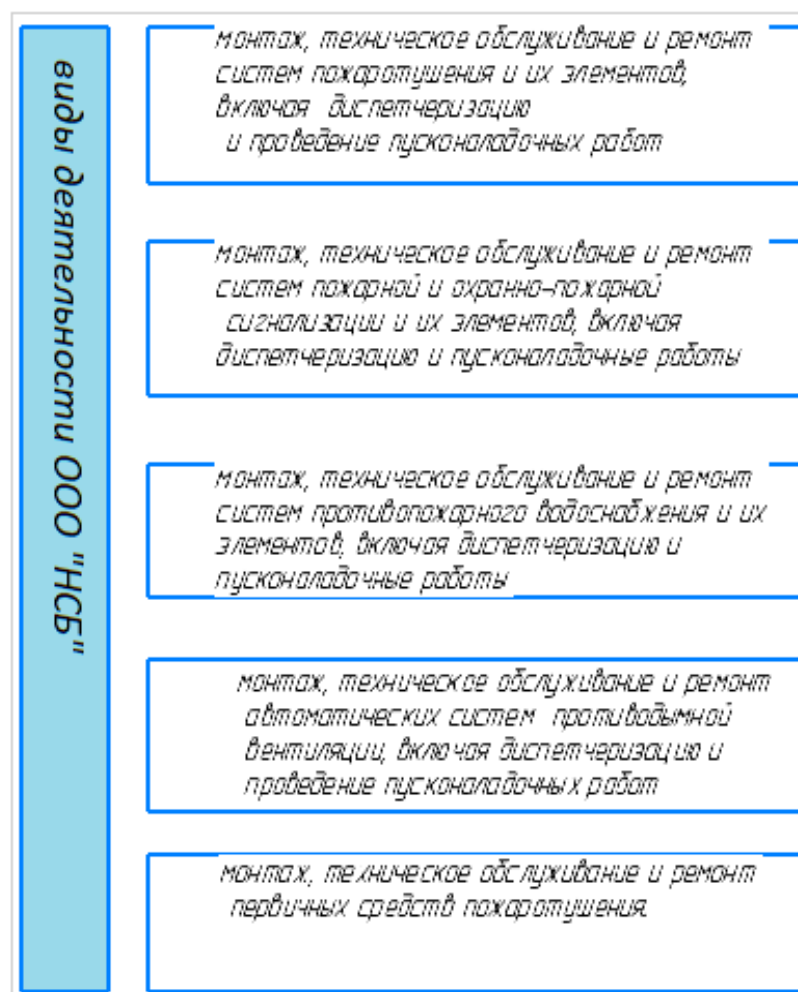 виды деятельности ООО "НСБ"
монтаж, техническое обслуживание и ремонт
систем пожаротушения и их элементов,
включая диспетчеризацию
и проведение пусконаладочных работ
монтаж, техническое обслуживание и ремонт
систем пожарной и охранно-пожарной
сигнализации и их элементов, включая
диспетчеризацию и пусконаладочные работы
монтаж, техническое обслуживание и ремонт
систем противопожарного водоснабжения и их
элементов, включая диспетчеризацию и
пусконаладочные работы
монтаж, техническое обслуживание и ремонт
автоматических систем противодымной
вентиляции, включая диспетчеризацию и
проведение пусконаладочных работ
монтаж, техническое обслуживание и ремонт
первичных средств пожаротушения.